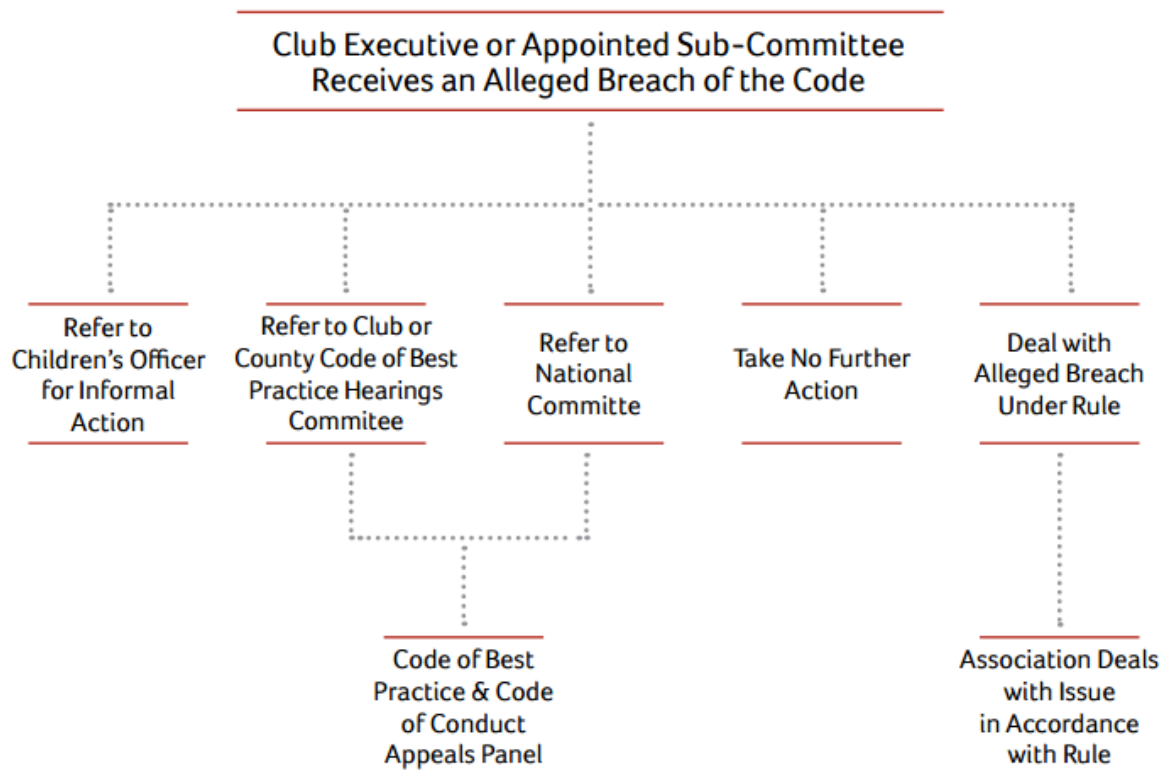 Club Executive or Appointed Sub-Committee
Receives an Alleged Breach of the Code
Refer to
Children's Officer
for Informal
Action
Refer to Club or
County Code of Best
Practice Hearings
Commitee
Refer to
National
Committe
Take No Further
Action
Deal with
Alleged Breach
Under Rule
Code of Best
Practice & Code
of Conduct
Appeals Panel
Association Deals
with Issue
in Accordance
with Rule